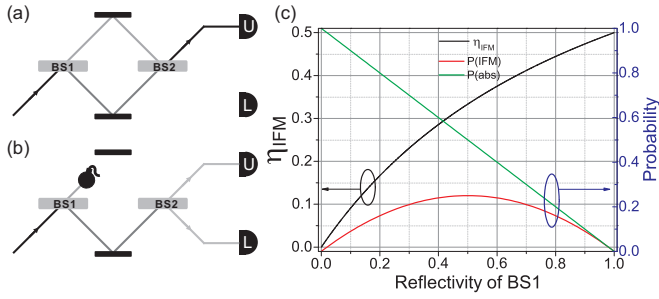 (a)
BS1
BS2
U
L
(b)
BS1
BS2
U
L
(c)
η_IFM
P(IFM)
P(abs)
0.5
0.4
0.3
0.2
0.1
0.0
ηIFM
1.0
0.8
0.6
0.4
0.2
0.0
Probability
0.0 0.2 0.4 0.6 0.8 1.0
Reflectivity of BS1